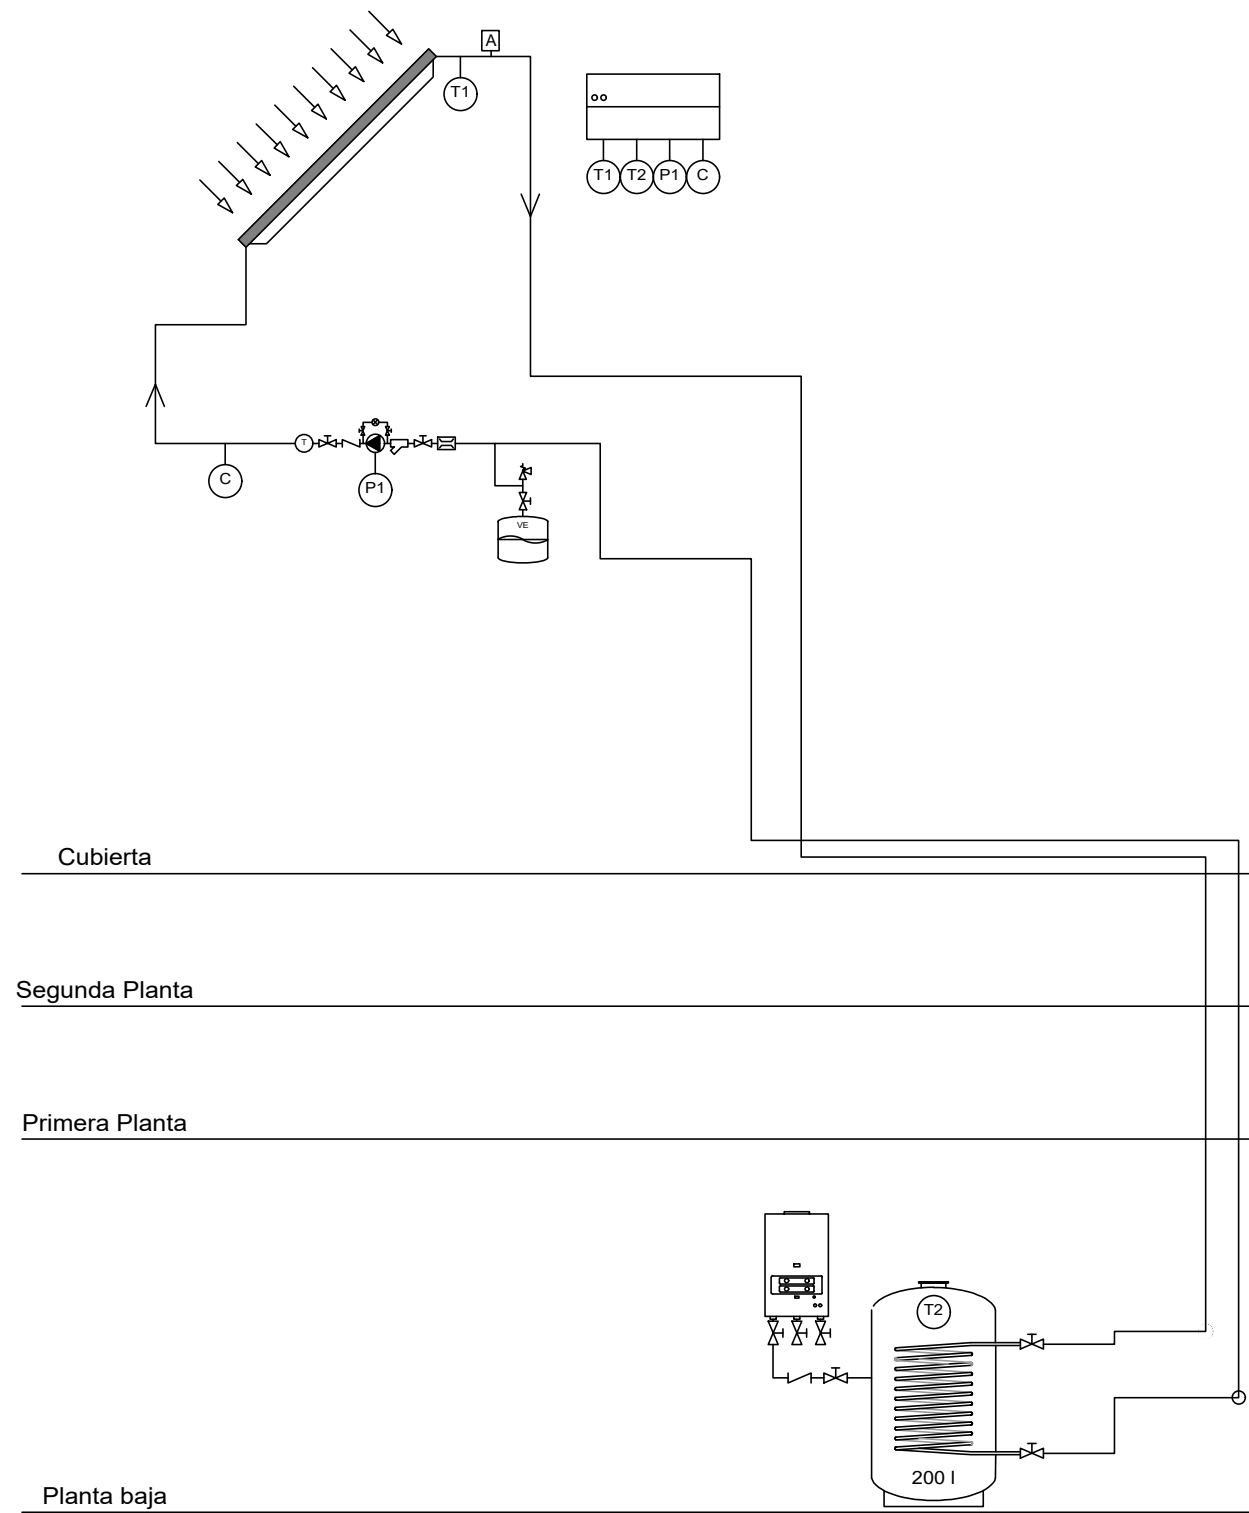 A
T1
T1 T2 P1 C
T
C
P1
VE
Cubierta
Segunda Planta
Primera Planta
T2
200 l
Planta baja